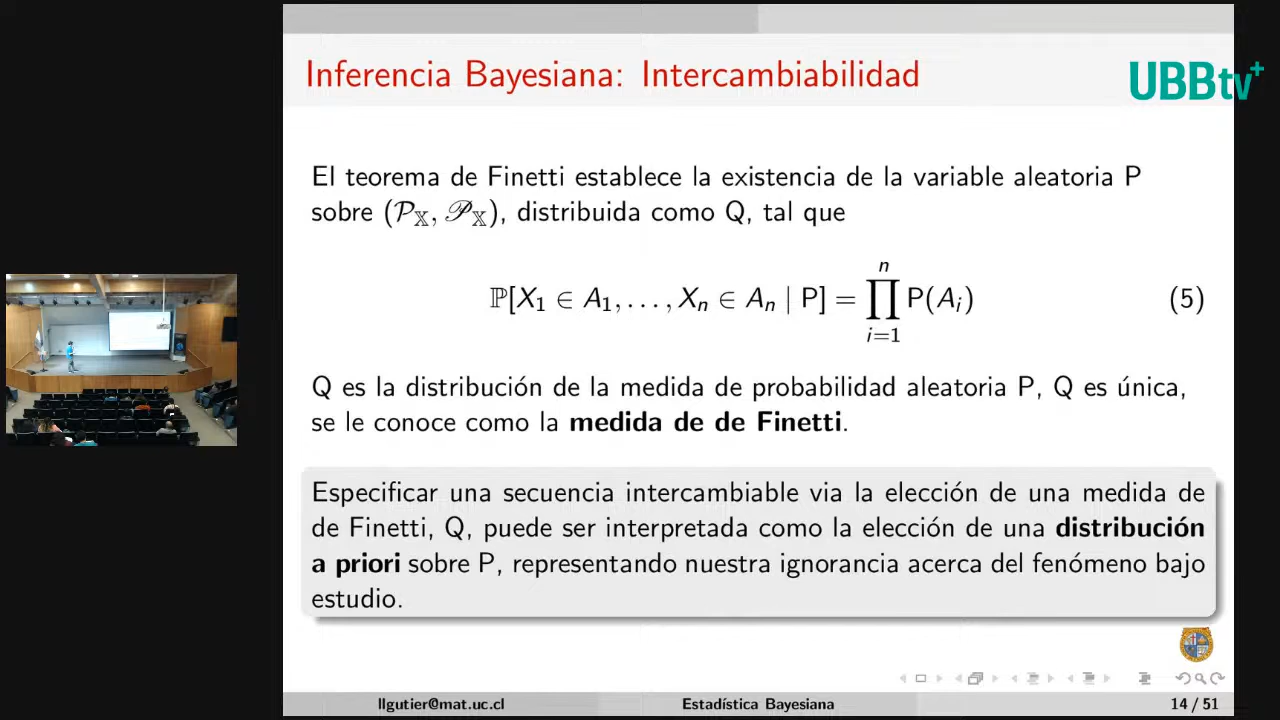 Inferencia Bayesiana: Intercambiabilidad
UBBtv+
El teorema de Finetti establece la existencia de la variable aleatoria P
sobre (𝒫_𝕏, 𝒫_𝕏), distribuida como Q, tal que
ℙ[X₁ ∈ A₁, . . . , Xₙ ∈ Aₙ | P] = ∏ⁿᵢ₌₁ P(Aᵢ) (5)
Q es la distribución de la medida de probabilidad aleatoria P, Q es única,
se le conoce como la medida de de Finetti.
Especificar una secuencia intercambiable via la elección de una medida de
de Finetti, Q, puede ser interpretada como la elección de una distribución
a priori sobre P, representando nuestra ignorancia acerca del fenómeno bajo
estudio.
llgutier@mat.uc.cl Estadística Bayesiana 14 / 51